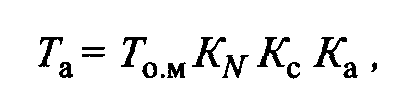 Tа = Tо.м KN Kс Kа ,